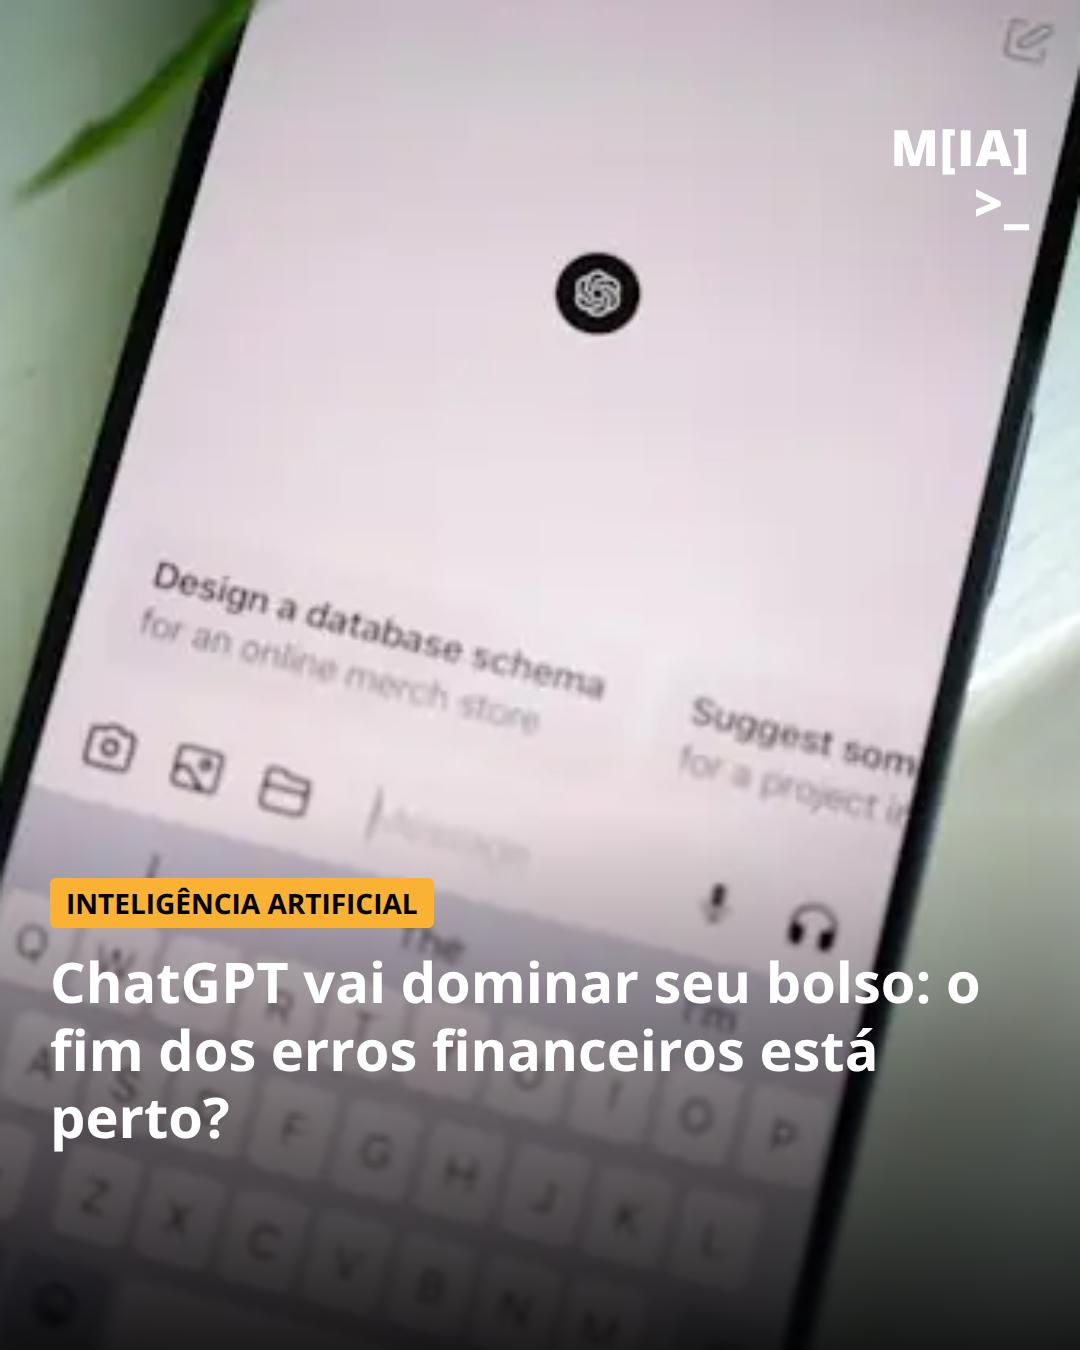 M[IA]
>_
Design a database schema
for an online merch store
Suggest som
for a project in
Message
INTELIGÊNCIA ARTIFICIAL
The
I'm
ChatGPT vai dominar seu bolso: o
fim dos erros financeiros está
perto?
Q W R T I O P
A S F G H J K L
Z X C V B N M